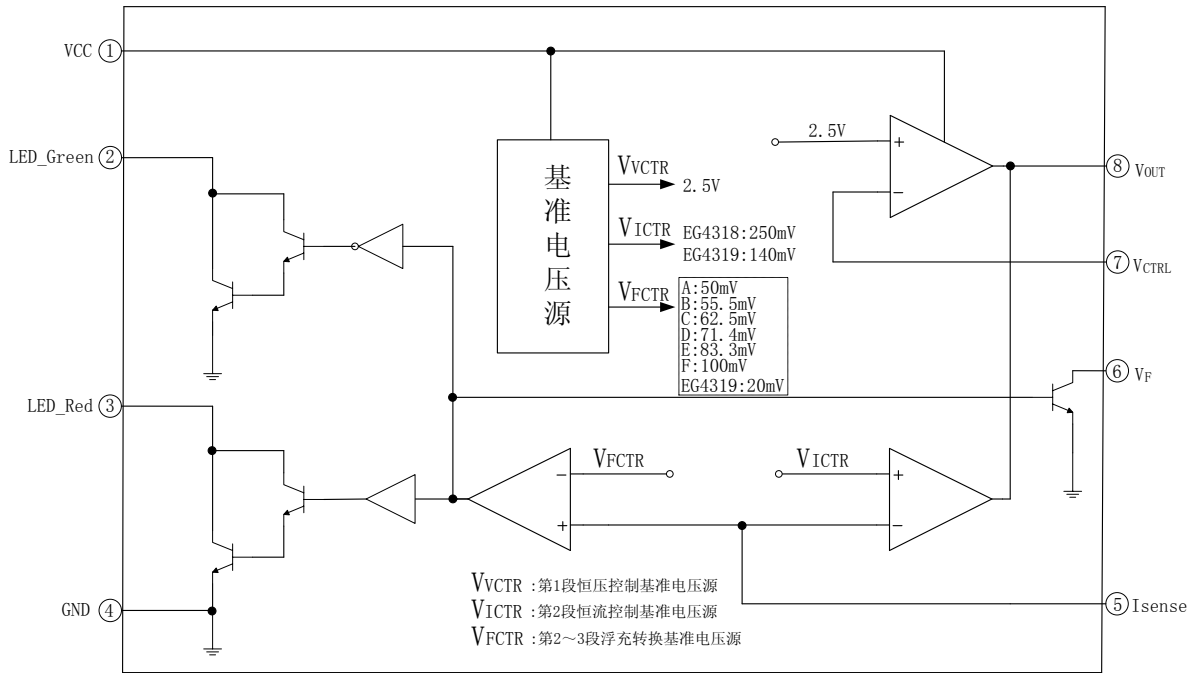 VCC ①
LED_Green ②
LED_Red ③
GND ④
基准电压源
VVCTR
2.5V
VICTR
EG4318:250mV
EG4319:140mV
VFCTR
A:50mV
B:55.5mV
C:62.5mV
D:71.4mV
E:83.3mV
F:100mV
EG4319:20mV
2.5V
+
−
⑧ VOUT
⑦ VCTRL
⑥ VF
VFCTR
−
+
VICTR
+
−
⑤ Isense
VVCTR :第1段恒压控制基准电压源
VICTR :第2段恒流控制基准电压源
VFCTR :第2～3段浮充转换基准电压源